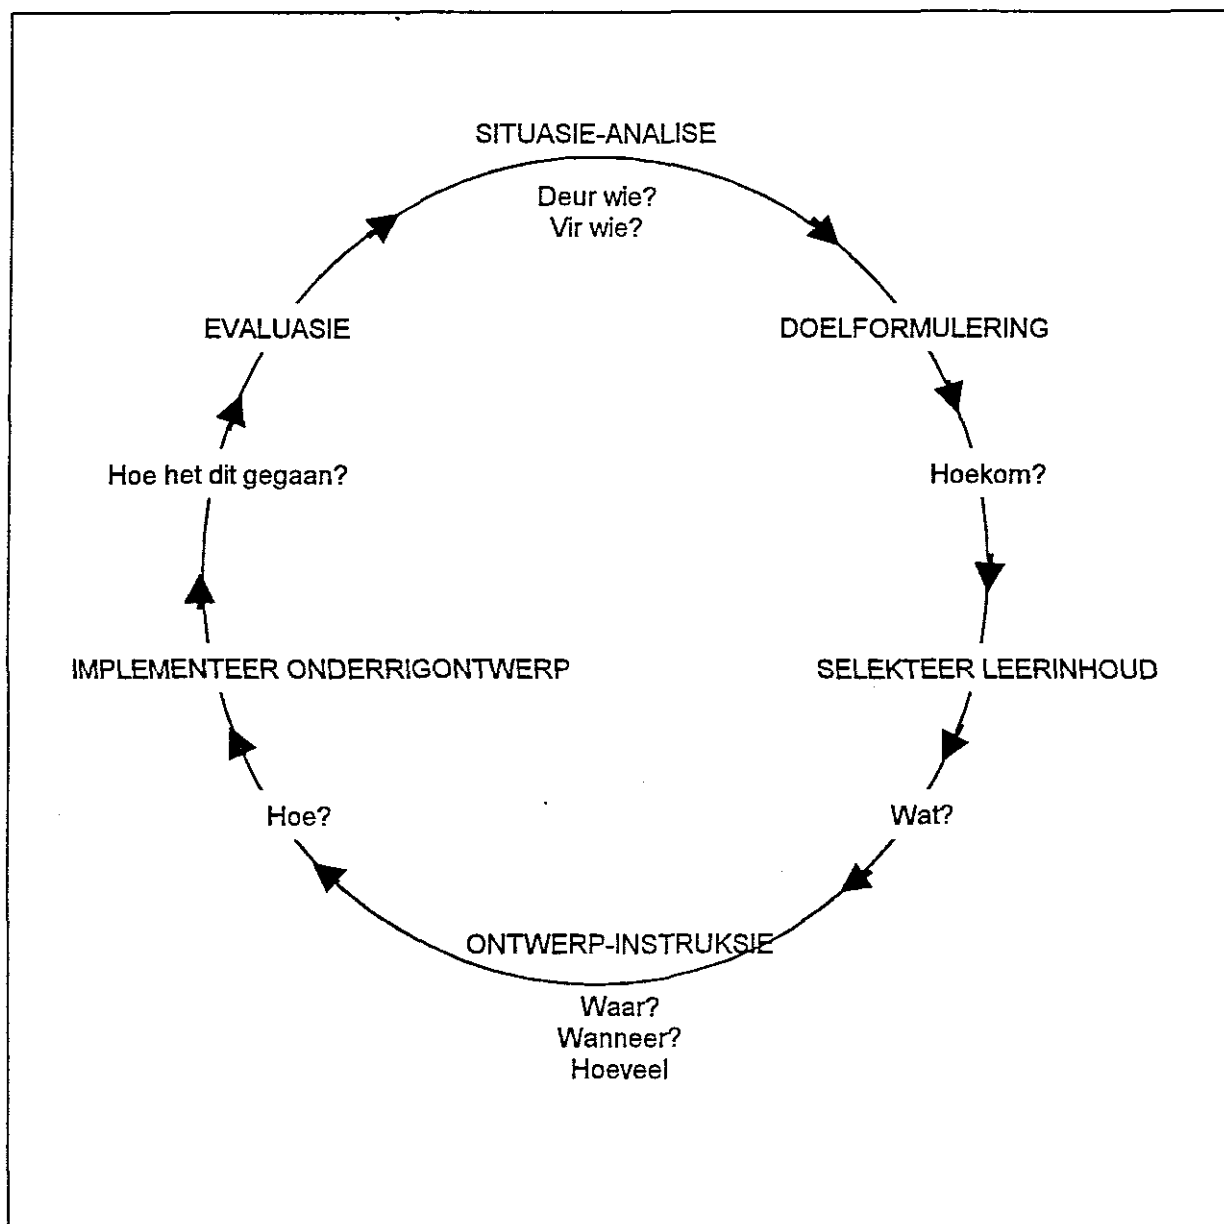 SITUASIE-ANALISE
Deur wie?
Vir wie?
EVALUASIE
DOELFORMULERING
Hoe het dit gegaan?
Hoekom?
IMPLEMENTEER ONDERRIGONTWERP
SELEKTEER LEERINHOUD
Hoe?
Wat?
ONTWERP-INSTRUKSIE
Waar?
Wanneer?
Hoeveel